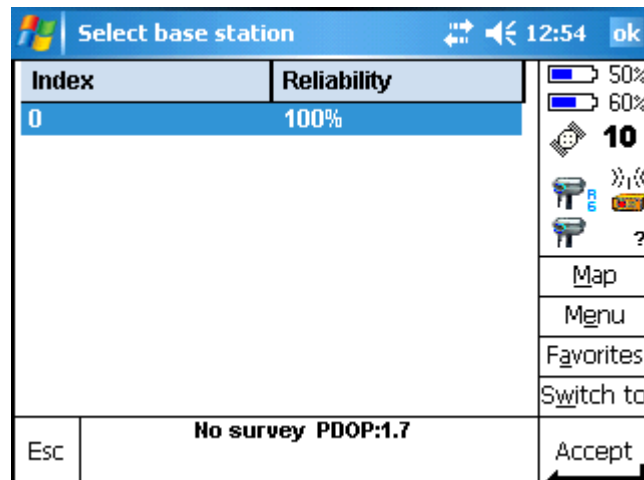 Select base station 12:54 ok
Index Reliability
0 100%
50%
60%
10
R
6
?
Map
Menu
Favorites
Switch to
No survey PDOP:1.7
Esc
Accept